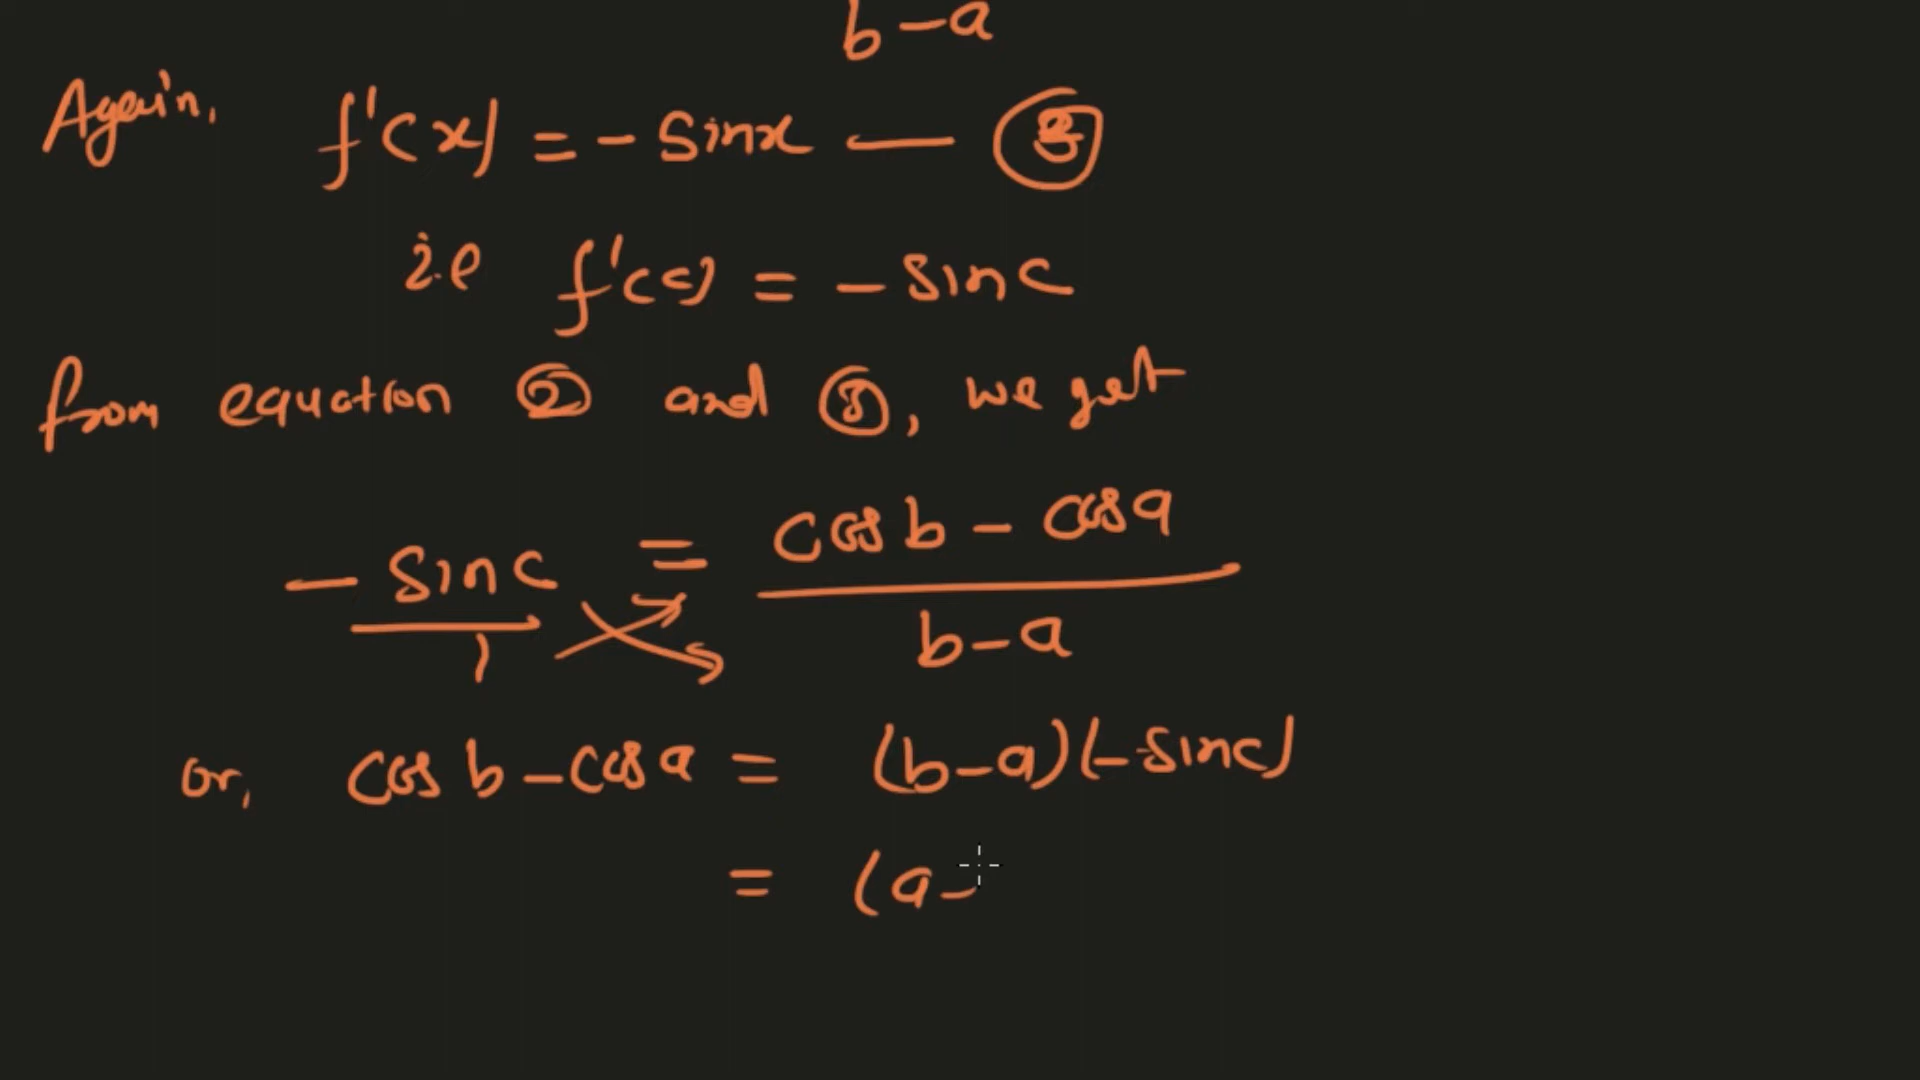 b-a
Again, f'(x) = - Sinx — ③
i.e f'(c) = - Sinc
from equation ② and ③, we get
- Sinc / 1 = Cosb - Cosa / b-a
or, Cosb - Cosa = (b-a)(-Sinc)
= (a-